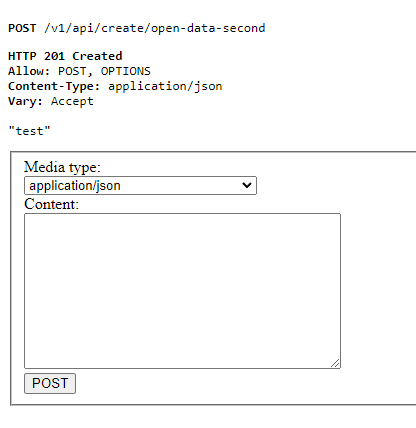 POST /v1/api/create/open-data-second
HTTP 201 Created
Allow: POST, OPTIONS
Content-Type: application/json
Vary: Accept
"test"
Media type:
application/json
Content:
POST